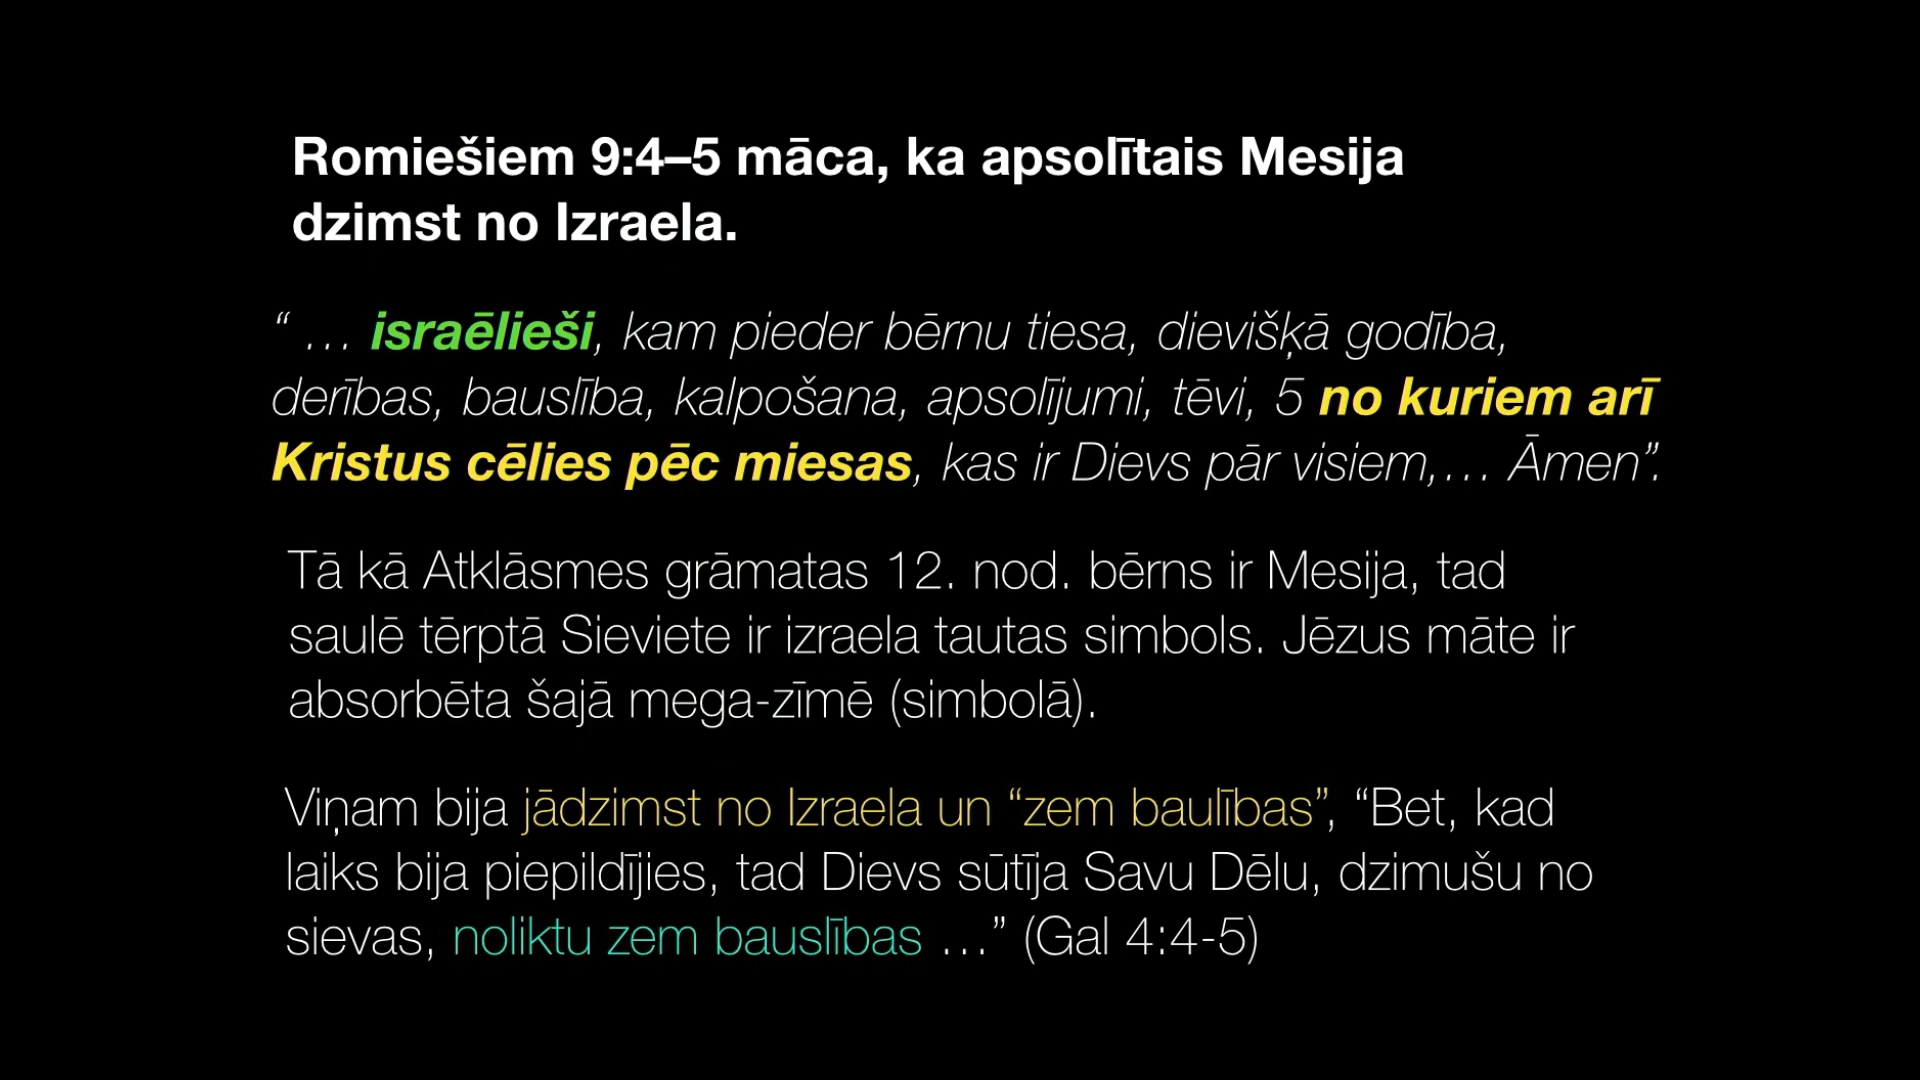 Romiešiem 9:4–5 māca, ka apsolītais Mesija
dzimst no Izraela.
“ … israēlieši, kam pieder bērnu tiesa, dievišķā godība,
derības, bauslība, kalpošana, apsolījumi, tēvi, 5 no kuriem arī
Kristus cēlies pēc miesas, kas ir Dievs pār visiem,… Āmen”.
Tā kā Atklāsmes grāmatas 12. nod. bērns ir Mesija, tad
saulē tērptā Sieviete ir izraela tautas simbols. Jēzus māte ir
absorbēta šajā mega-zīmē (simbolā).
Viņam bija jādzimst no Izraela un “zem baulības”, “Bet, kad
laiks bija piepildījies, tad Dievs sūtīja Savu Dēlu, dzimušu no
sievas, noliktu zem bauslības …” (Gal 4:4-5)